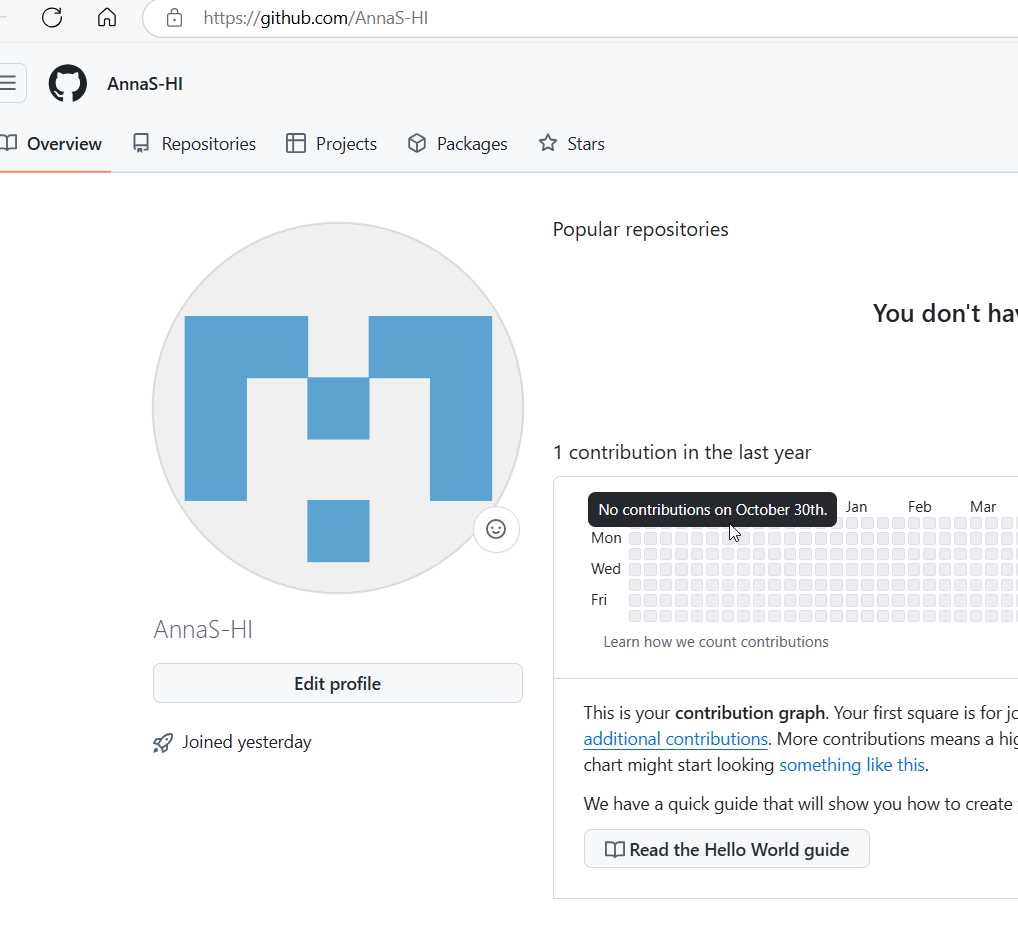 https://github.com/AnnaS-HI
AnnaS-HI
Overview Repositories Projects Packages Stars
Popular repositories
You don't
1 contribution in the last year
No contributions on October 30th. Jan Feb Mar
Mon
Wed
Fri
Learn how we count contributions
This is your contribution graph. Your first square is for
additional contributions. More contributions means a
chart might start looking something like this.
We have a quick guide that will show you how to create
Read the Hello World guide
AnnaS-HI
Edit profile
Joined yesterday